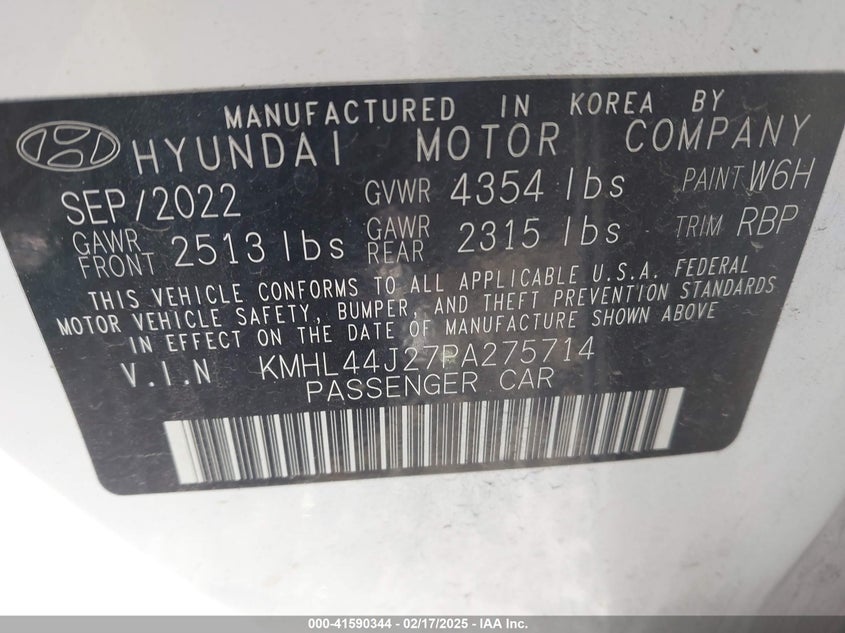 MANUFACTURED IN KOREA BY
HYUNDAI MOTOR COMPANY
SEP/2022 GVWR 4354 lbs PAINT W6H
GAWR FRONT 2513 lbs GAWR REAR 2315 lbs TRIM RBP
THIS VEHICLE CONFORMS TO ALL APPLICABLE U.S.A. FEDERAL
MOTOR VEHICLE SAFETY, BUMPER, AND THEFT PREVENTION STANDARDS
IN EFFECT ON THE DATE OF MANUFACTURE SHOWN ABOVE
V.I.N KMHL44J27PA275714
PASSENGER CAR
000-41590344 - 02/17/2025 - IAA Inc.